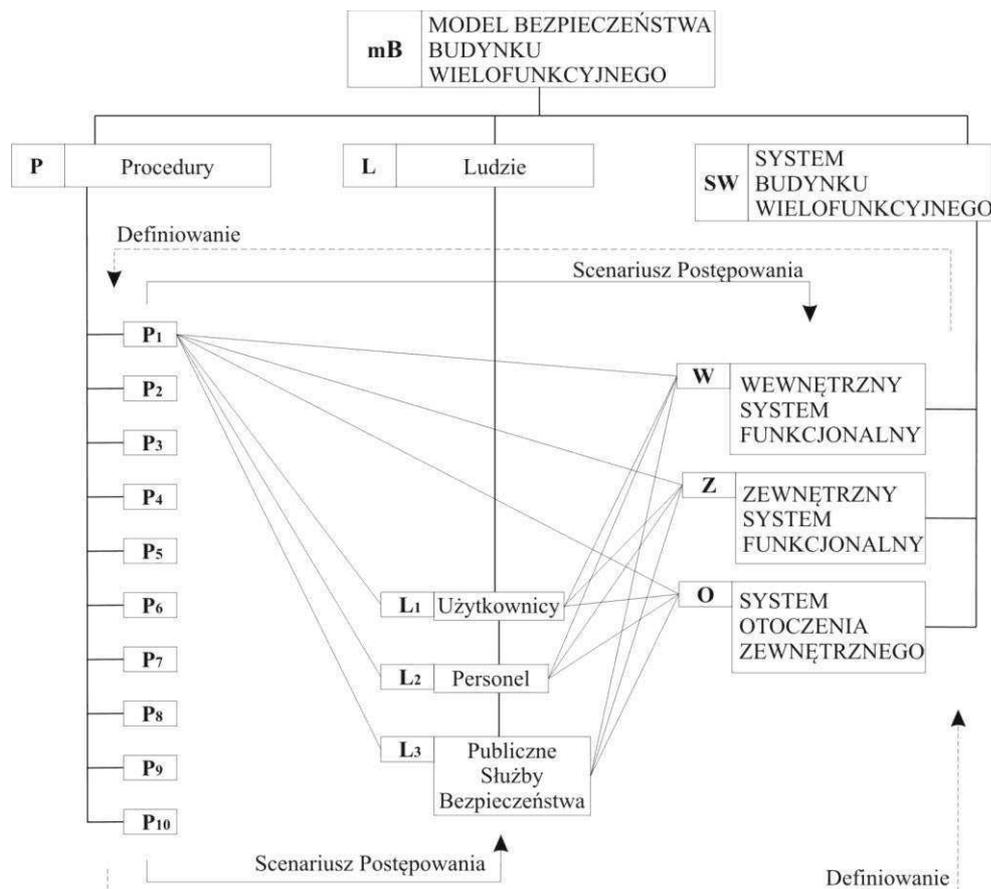 mB
MODEL BEZPIECZEŃSTWA
BUDYNKU
WIELOFUNKCYJNEGO
P
Procedury
L
Ludzie
SW
SYSTEM
BUDYNKU
WIELOFUNKCYJNEGO
Definiowanie
Scenariusz Postępowania
P1
P2
P3
P4
P5
P6
P7
P8
P9
P10
L1
Użytkownicy
L2
Personel
L3
Publiczne
Służby
Bezpieczeństwa
W
WEWNĘTRZNY
SYSTEM
FUNKCJONALNY
Z
ZEWNĘTRZNY
SYSTEM
FUNKCJONALNY
O
SYSTEM
OTOCZENIA
ZEWNĘTRZNEGO
Scenariusz Postępowania
Definiowanie